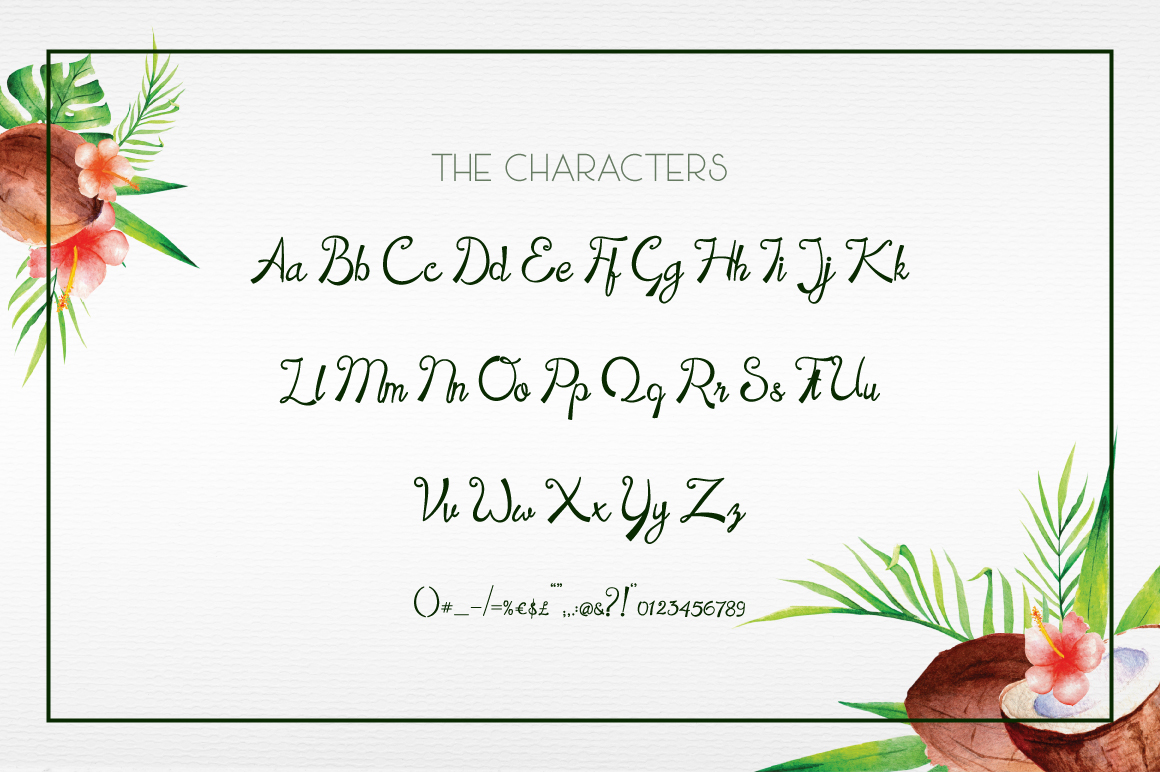 THE CHARACTERS
Aa Bb Cc Dd Ee Ff Gg Hh Ii Jj Kk
Ll Mm Nn Oo Pp Qq Rr Ss Tt Uu
Vv Ww Xx Yy Zz
()#_-/=%€$£“”;,.:@&?!‘’0123456789